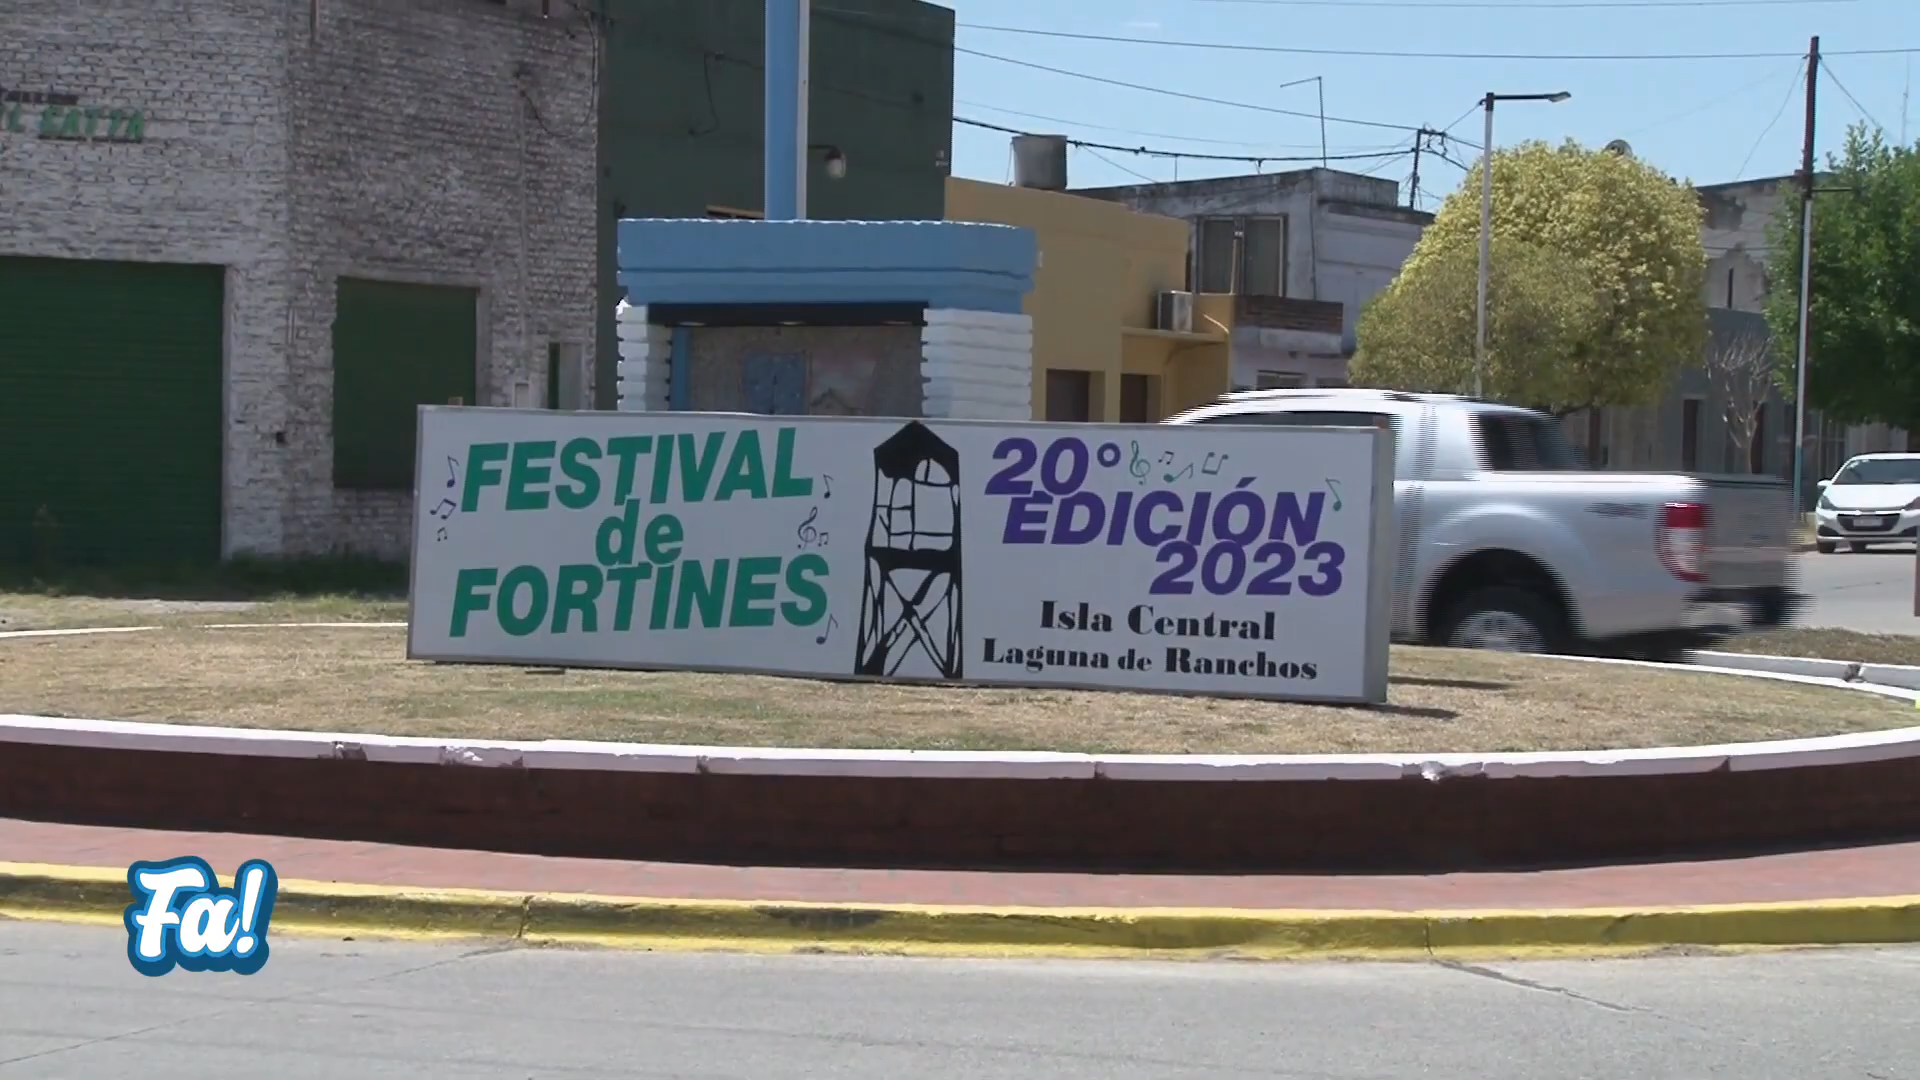 FESTIVAL
de
FORTINES
20°
EDICIÓN
2023
Isla Central
Laguna de Ranchos
Fa!